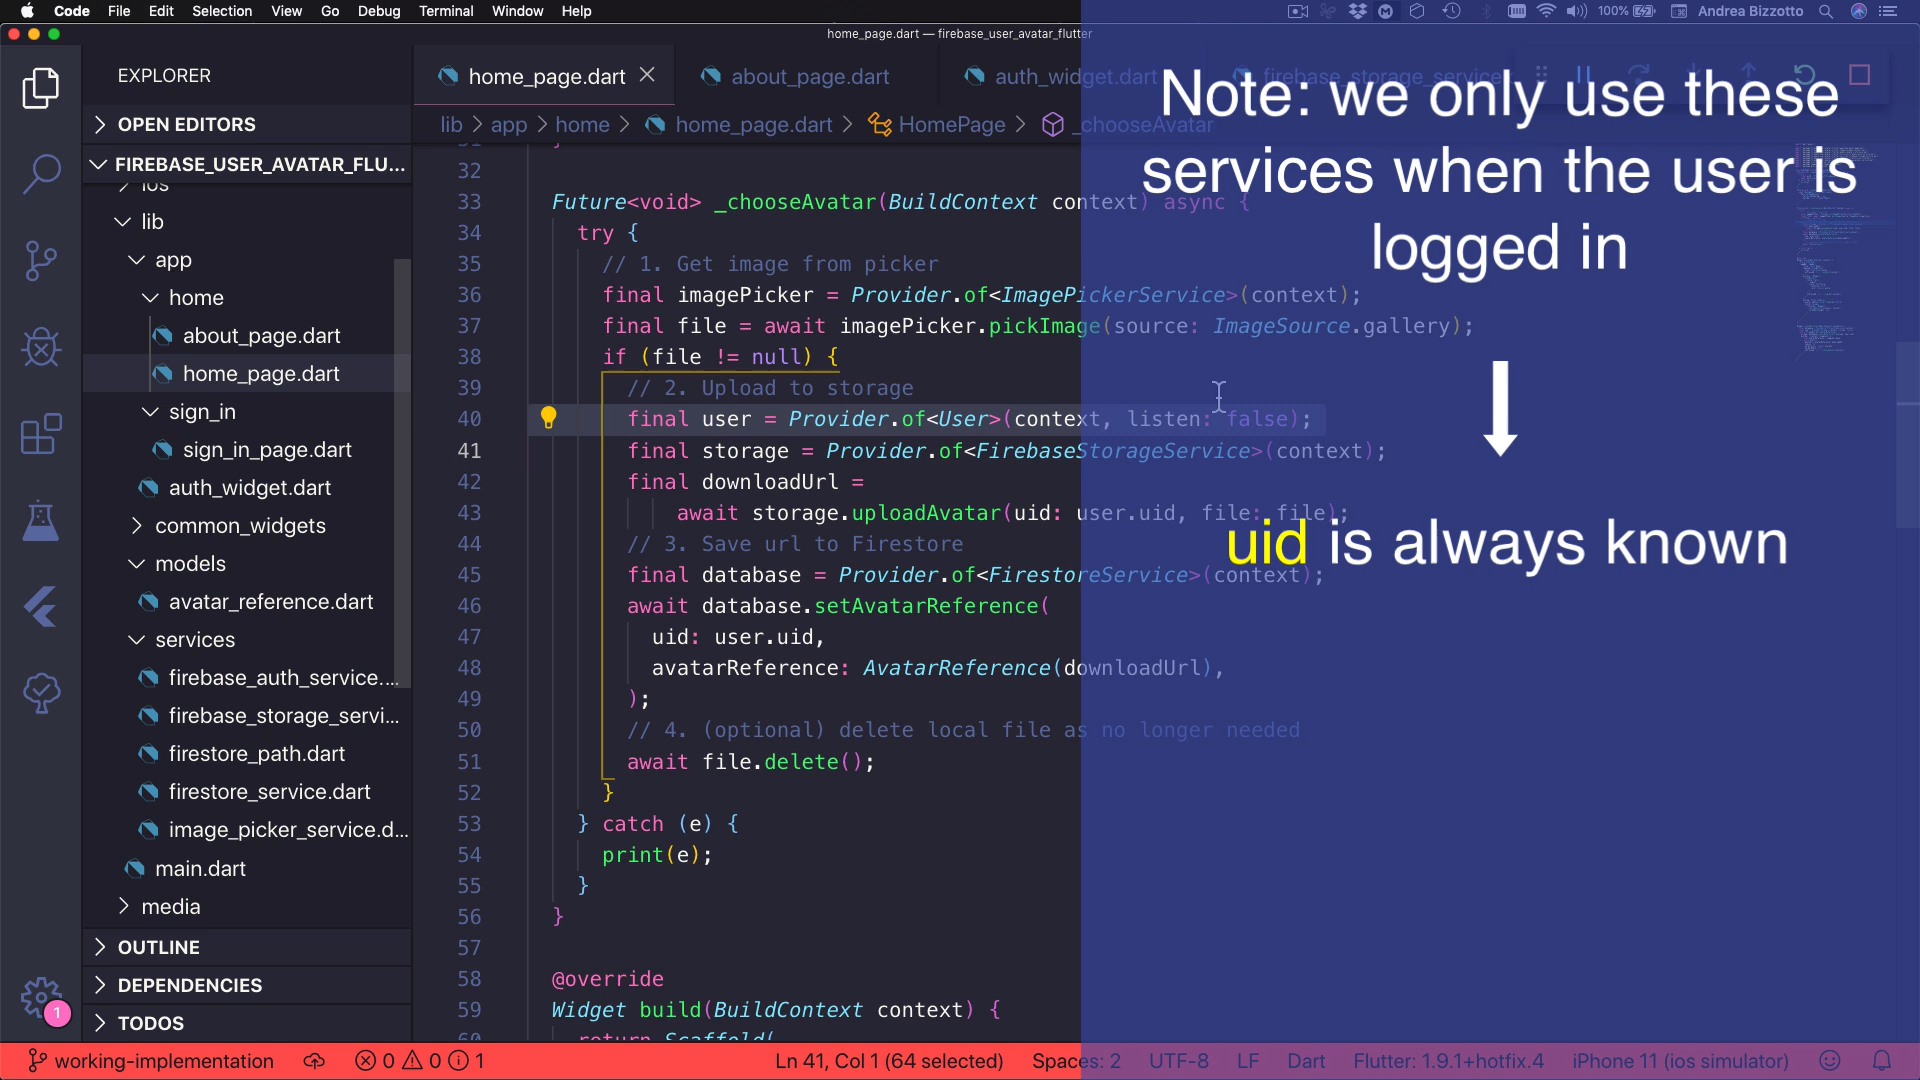 Code File Edit Selection View Go Debug Terminal Window Help 100% Andrea Bizzotto
home_page.dart — firebase_user_avatar_flutter
EXPLORER
OPEN EDITORS
FIREBASE_USER_AVATAR_FLU...
ios
lib
app
home
about_page.dart
home_page.dart
sign_in
sign_in_page.dart
auth_widget.dart
common_widgets
models
avatar_reference.dart
services
firebase_auth_service....
firebase_storage_servi...
firestore_path.dart
firestore_service.dart
image_picker_service.d...
main.dart
media
OUTLINE
DEPENDENCIES
TODOS
1
home_page.dart about_page.dart auth_widget.dart firebase_storage_service
lib > app > home > home_page.dart > HomePage > _chooseAvatar
31 }
32
33 Future<void> _chooseAvatar(BuildContext context) async {
34 try {
35 // 1. Get image from picker
36 final imagePicker = Provider.of<ImagePickerService>(context);
37 final file = await imagePicker.pickImage(source: ImageSource.gallery);
38 if (file != null) {
39 // 2. Upload to storage
40 final user = Provider.of<User>(context, listen: false);
41 final storage = Provider.of<FirebaseStorageService>(context);
42 final downloadUrl =
43 await storage.uploadAvatar(uid: user.uid, file: file);
44 // 3. Save url to Firestore
45 final database = Provider.of<FirestoreService>(context);
46 await database.setAvatarReference(
47 uid: user.uid,
48 avatarReference: AvatarReference(downloadUrl),
49 );
50 // 4. (optional) delete local file as no longer needed
51 await file.delete();
52 }
53 } catch (e) {
54 print(e);
55 }
56 }
57
58 @override
59 Widget build(BuildContext context) {
60 return Scaffold(
Note: we only use these
services when the user is
logged in
uid is always known
working-implementation 0 0 1 Ln 41, Col 1 (64 selected) Spaces: 2 UTF-8 LF Dart Flutter: 1.9.1+hotfix.4 iPhone 11 (ios simulator)